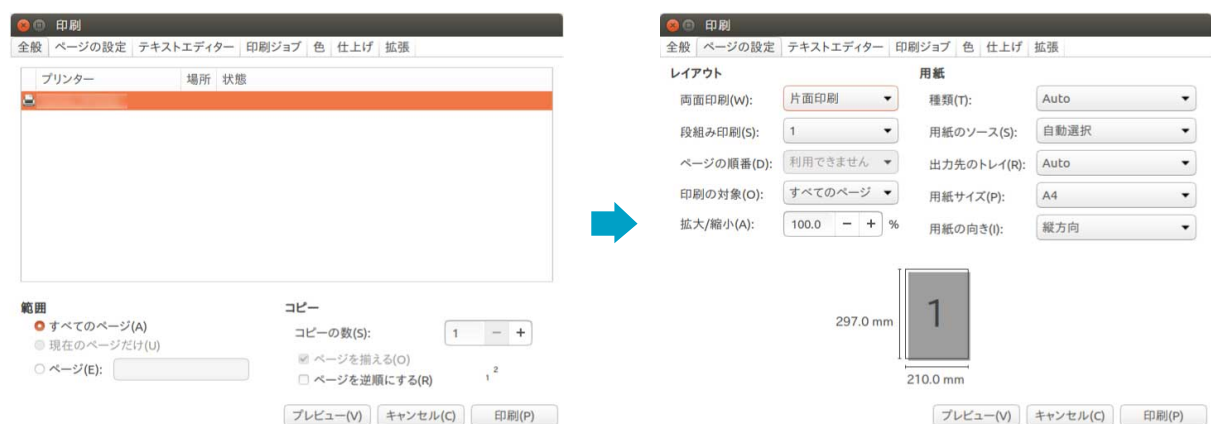 印刷
全般 ページの設定 テキストエディター 印刷ジョブ 色 仕上げ 拡張
プリンター 場所 状態
範囲
すべてのページ(A)
現在のページだけ(U)
ページ(E):
コピー
コピーの数(S): 1 − +
ページを揃える(O)
ページを逆順にする(R)
1 2
プレビュー(V) キャンセル(C) 印刷(P)
印刷
全般 ページの設定 テキストエディター 印刷ジョブ 色 仕上げ 拡張
レイアウト
両面印刷(W): 片面印刷
段組み印刷(S): 1
ページの順番(D): 利用できません
印刷の対象(O): すべてのページ
拡大/縮小(A): 100.0 − + %
用紙
種類(T): Auto
用紙のソース(S): 自動選択
出力先のトレイ(R): Auto
用紙サイズ(P): A4
用紙の向き(I): 縦方向
297.0 mm
1
210.0 mm
プレビュー(V) キャンセル(C) 印刷(P)